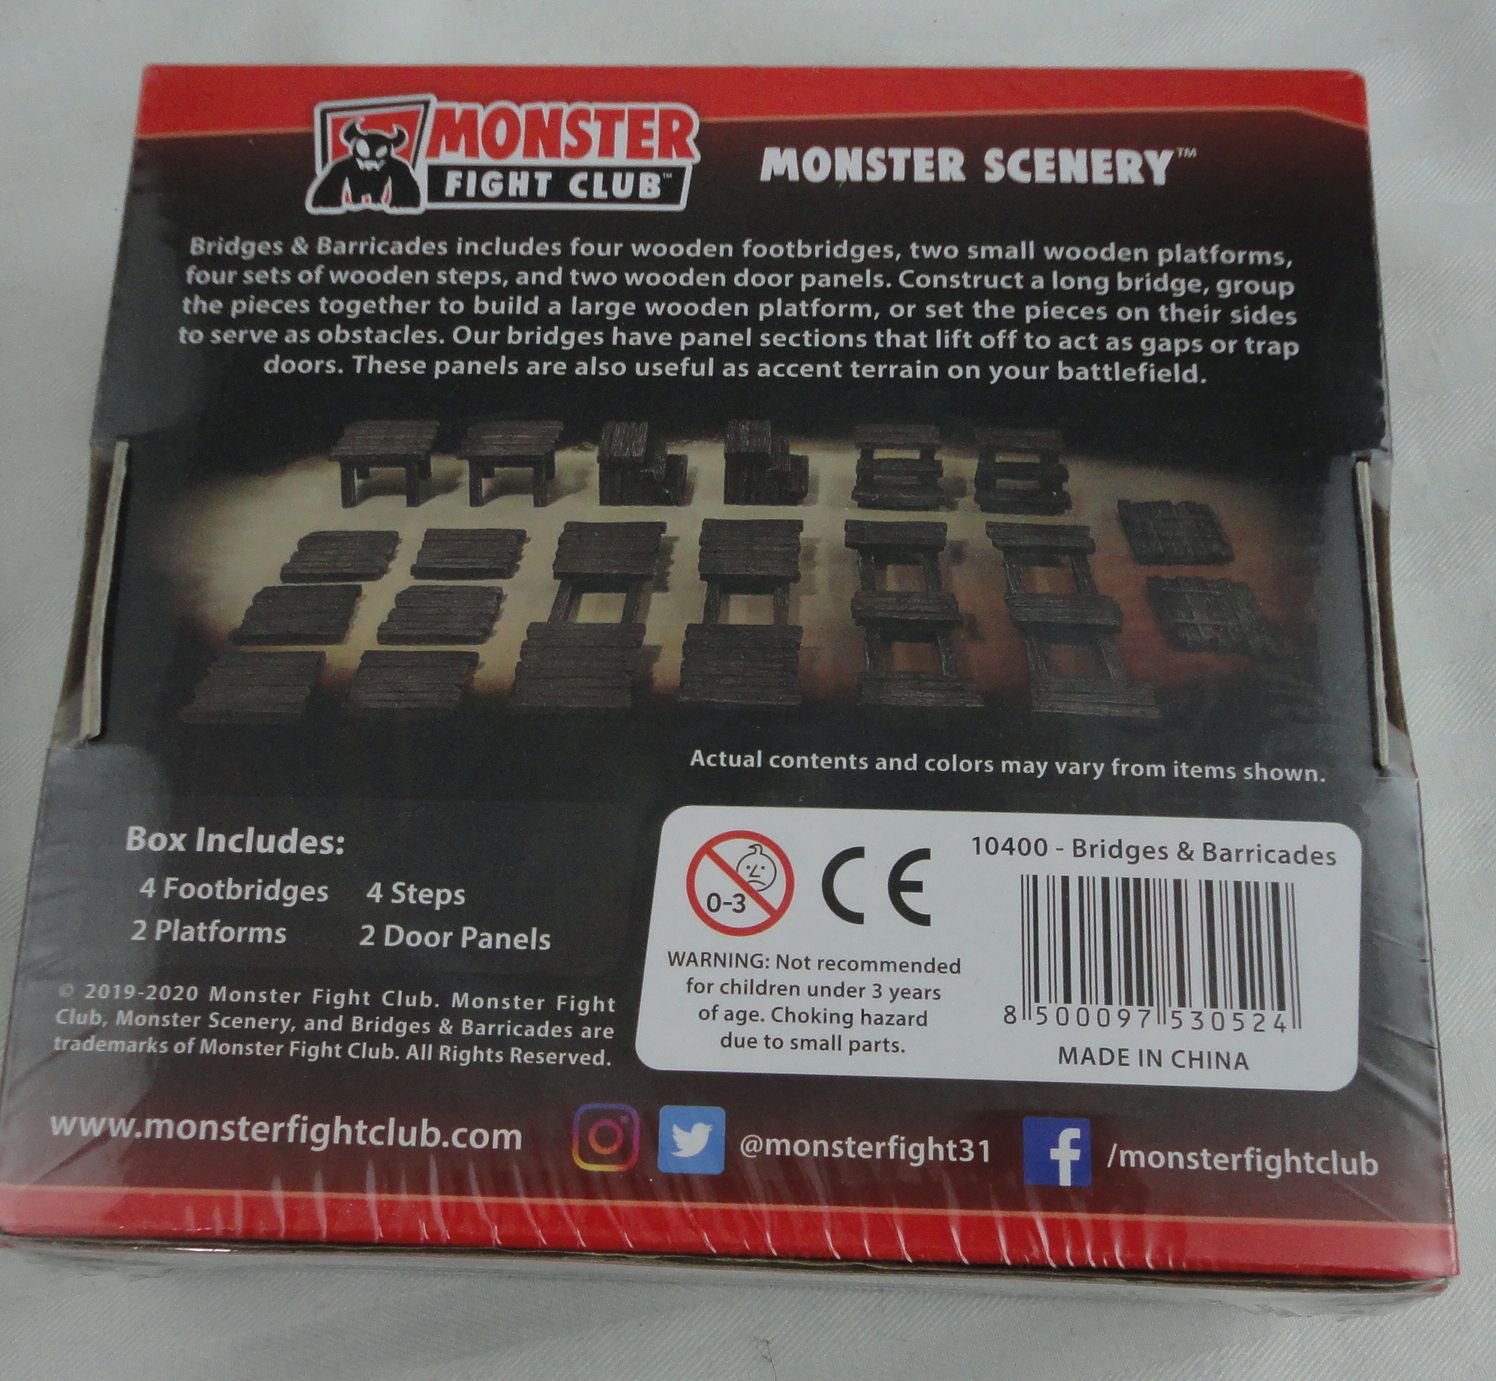 MONSTER
FIGHT CLUB™
MONSTER SCENERY™
Bridges & Barricades includes four wooden footbridges, two small wooden platforms,
four sets of wooden steps, and two wooden door panels. Construct a long bridge, group
the pieces together to build a large wooden platform, or set the pieces on their sides
to serve as obstacles. Our bridges have panel sections that lift off to act as gaps or trap
doors. These panels are also useful as accent terrain on your battlefield.
Actual contents and colors may vary from items shown.
Box Includes:
4 Footbridges 4 Steps
2 Platforms 2 Door Panels
© 2019-2020 Monster Fight Club. Monster Fight
Club, Monster Scenery, and Bridges & Barricades are
trademarks of Monster Fight Club. All Rights Reserved.
0-3
CE
WARNING: Not recommended
for children under 3 years
of age. Choking hazard
due to small parts.
10400 - Bridges & Barricades
8 500097 530524
MADE IN CHINA
www.monsterfightclub.com
@monsterfight31
f /monsterfightclub